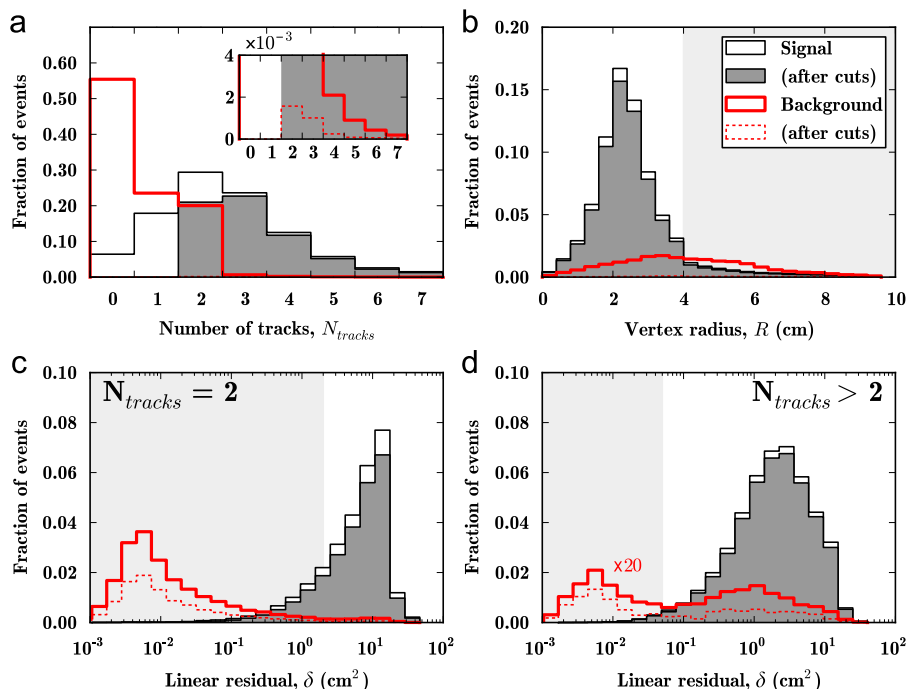 a
Fraction of events
0.70
0.60
0.50
0.40
0.30
0.20
0.10
0.00
0 1 2 3 4 5 6 7
Number of tracks, N_tracks
×10⁻³
4
2
0
0 1 2 3 4 5 6 7
b
Fraction of events
0.20
0.15
0.10
0.05
0.00
0 2 4 6 8 10
Vertex radius, R (cm)
Signal
(after cuts)
Background
(after cuts)
c
N_tracks = 2
Fraction of events
0.10
0.08
0.06
0.04
0.02
0.00
10⁻³ 10⁻² 10⁻¹ 10⁰ 10¹ 10²
Linear residual, δ (cm²)
d
N_tracks > 2
Fraction of events
0.10
0.08
0.06
0.04
0.02
0.00
×20
10⁻³ 10⁻² 10⁻¹ 10⁰ 10¹ 10²
Linear residual, δ (cm²)